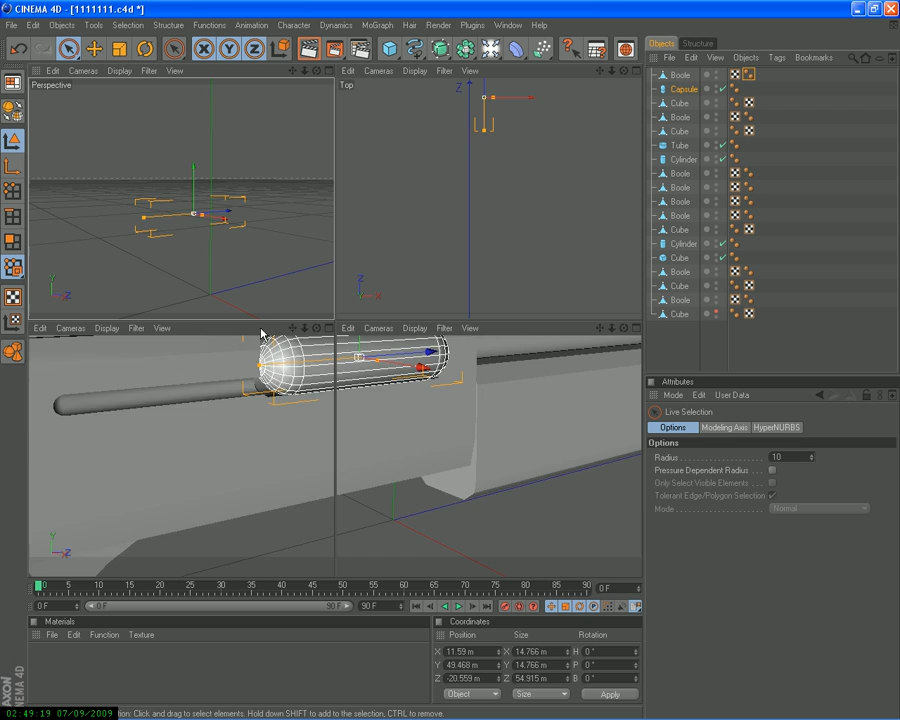 CINEMA 4D - [1111111.c4d *]
File Edit Objects Tools Selection Structure Functions Animation Character Dynamics MoGraph Hair Render Plugins Window Help
Objects Structure
File Edit View Objects Tags Bookmarks
Edit Cameras Display Filter View
Perspective
Y
Z
Edit Cameras Display Filter View
Top
Z
Z
X
Boole
Capsule
Cube
Boole
Cube
Tube
Cylinder
Boole
Boole
Boole
Boole
Cube
Cylinder
Cube
Boole
Cube
Boole
Cube
Edit Cameras Display Filter View
Edit Cameras Display Filter View
Y
Z
Attributes
Mode Edit User Data
Live Selection
Options Modeling Axis HyperNURBS
Options
Radius 10
Pressure Dependent Radius
Only Select Visible Elements
Tolerant Edge/Polygon Selection
Mode Normal
0 5 10 15 20 25 30 35 40 45 50 55 60 65 70 75 80 85 90 0 F
0 F 0 F 90 F 90 F
Materials
File Edit Function Texture
Coordinates
Position Size Rotation
X 11.59 m X 14.766 m H 0 °
Y 49.468 m Y 14.766 m P 0 °
Z -20.559 m Z 54.915 m B 0 °
Object Size Apply
AXON
NEMA 4D
02:49:19 07/09/2009 tion: Click and drag to select elements. Hold down SHIFT to add to the selection, CTRL to remove.